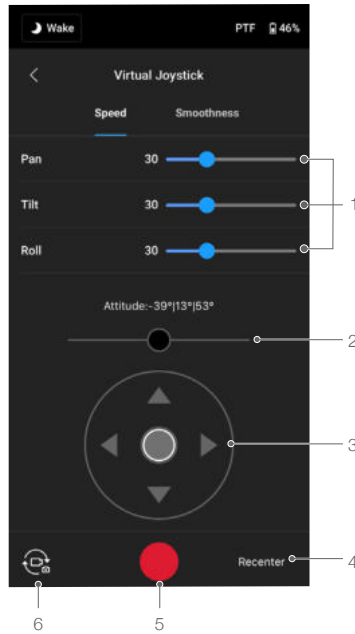 Wake PTF 46%
Virtual Joystick
Speed Smoothness
Pan 30
1
Tilt 30
Roll 30
Attitude:-39°|13°|53°
2
3
Recenter 4
6 5